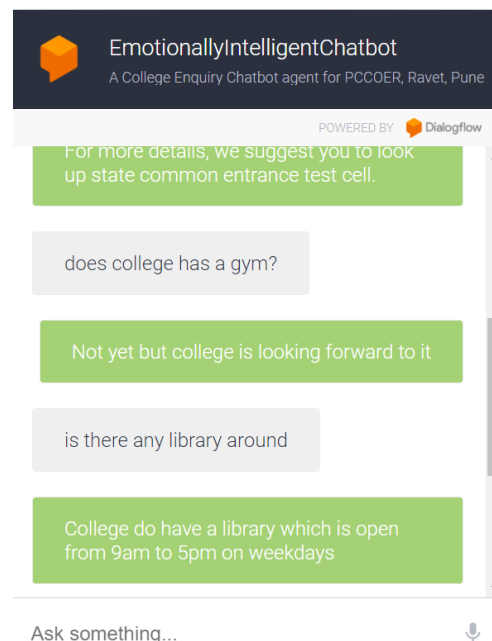 EmotionallyIntelligentChatbot
A College Enquiry Chatbot agent for PCCOER, Ravet, Pune
POWERED BY Dialogflow
For more details, we suggest you to look
up state common entrance test cell.
does college has a gym?
Not yet but college is looking forward to it
is there any library around
College do have a library which is open
from 9am to 5pm on weekdays
Ask something...